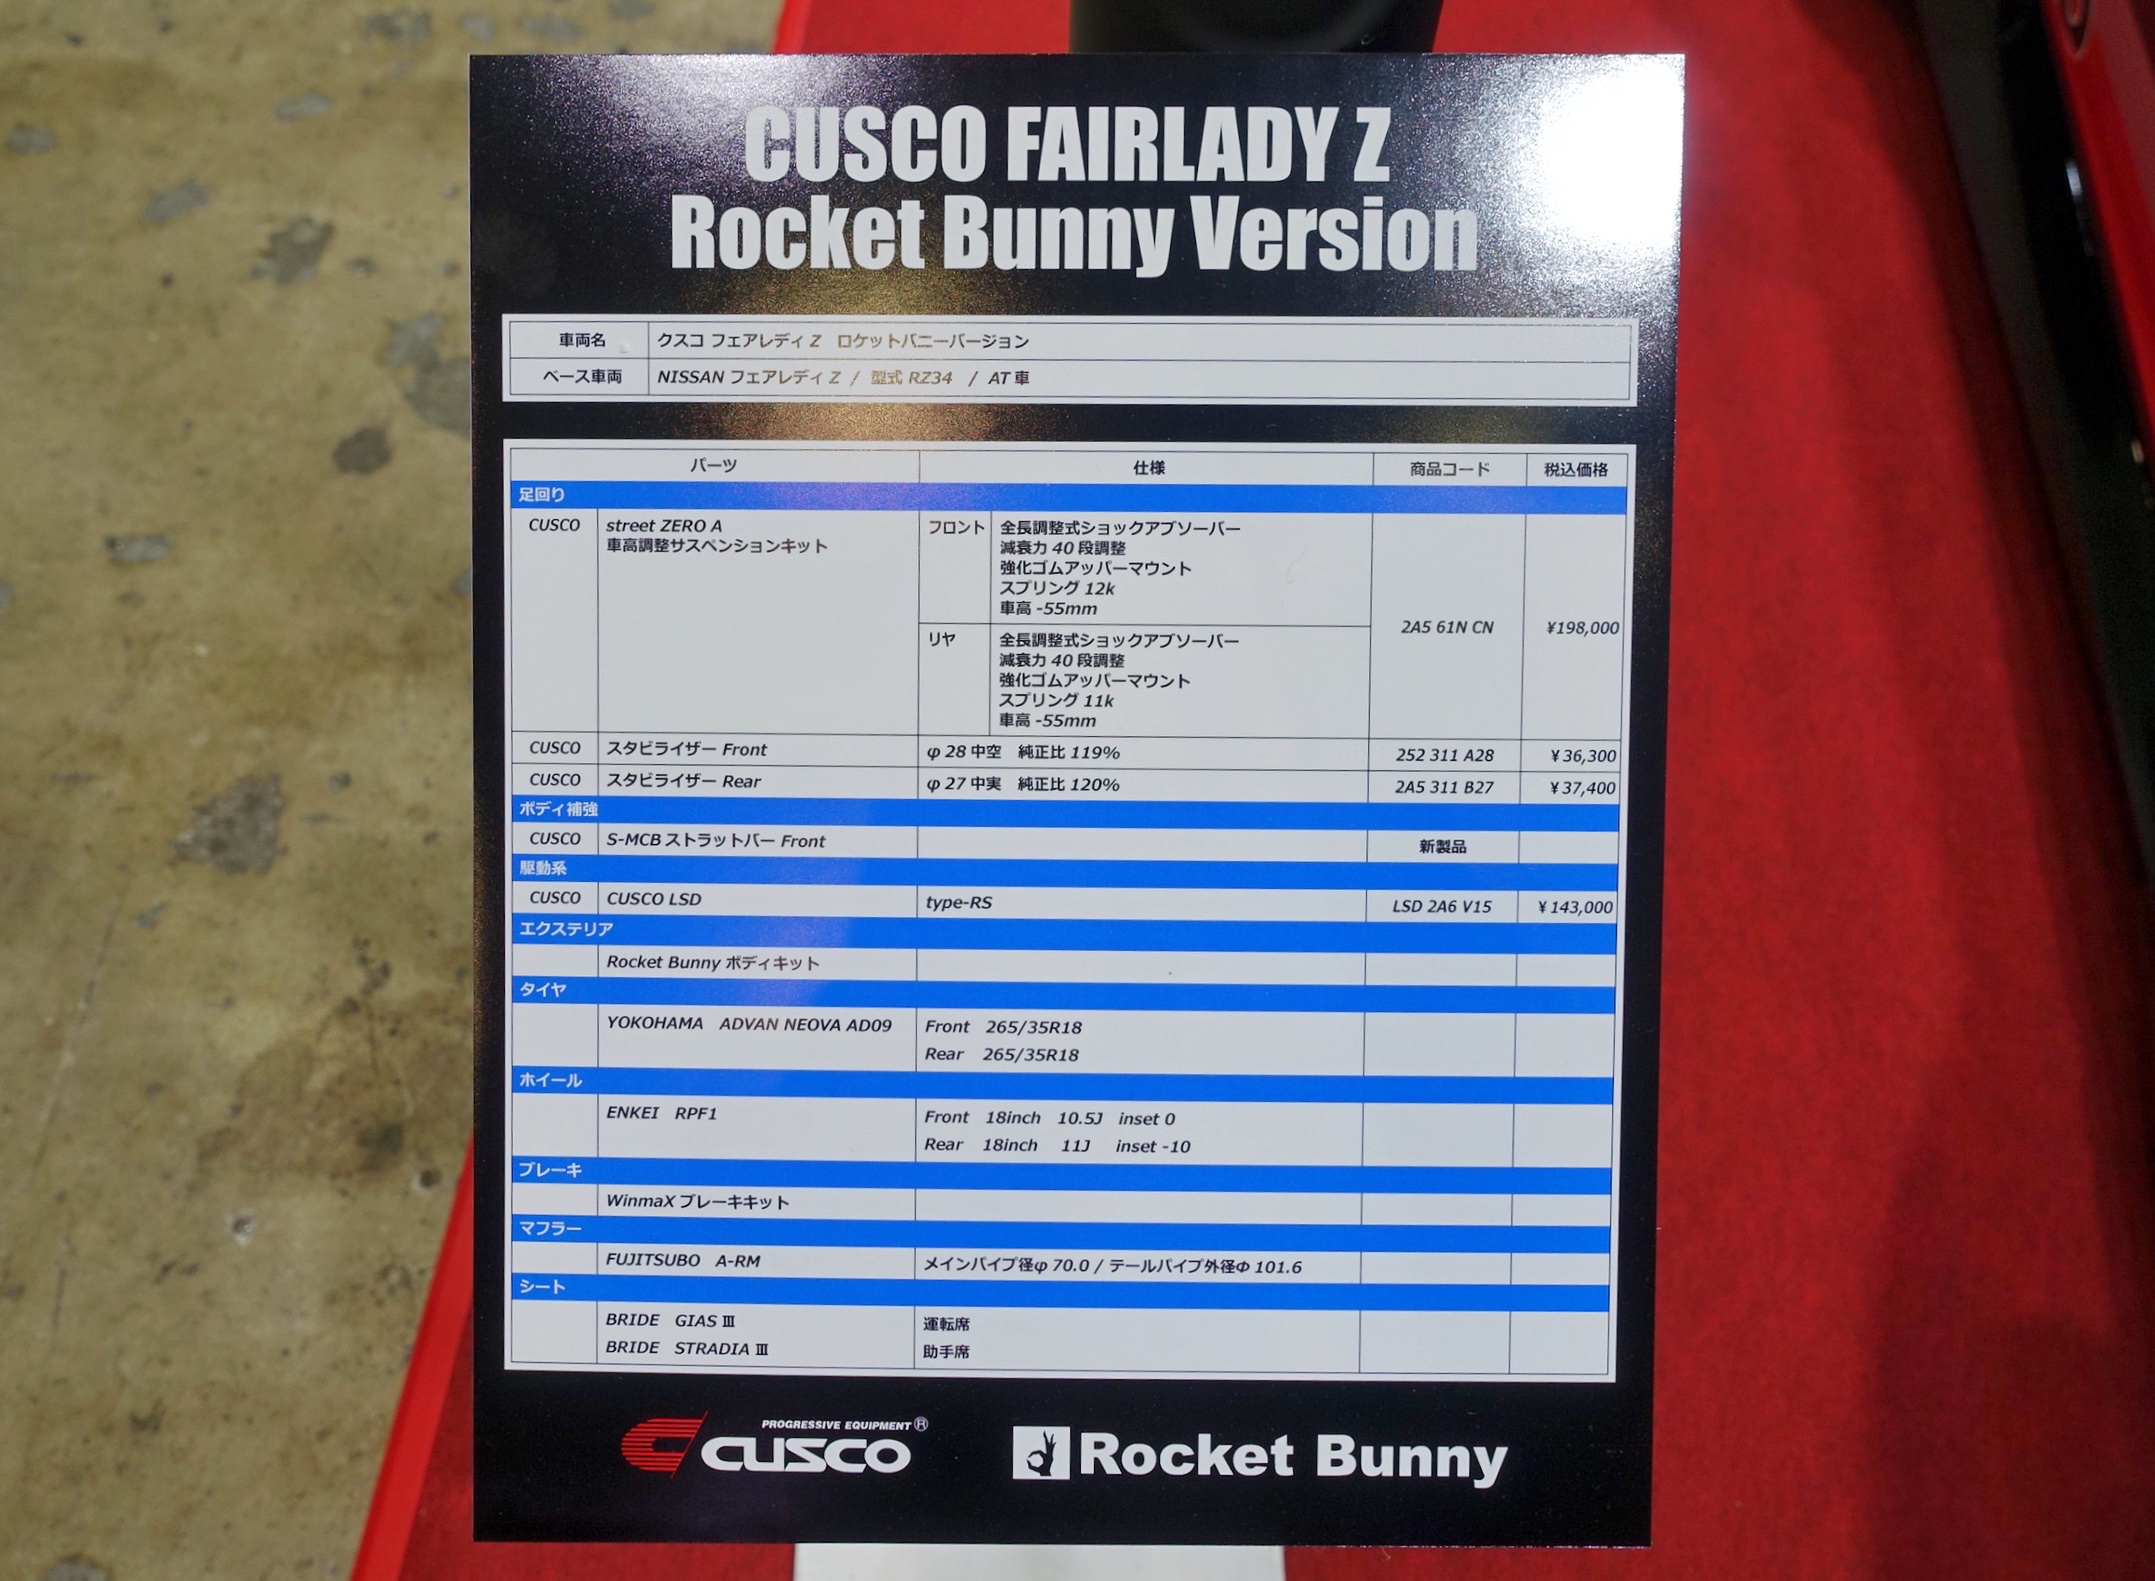 CUSCO FAIRLADY Z
Rocket Bunny Version
車両名 クスコ フェアレディ Z ロケットバニーバージョン
ベース車両 NISSAN フェアレディ Z / 型式 RZ34 / AT 車
パーツ 仕様 商品コード 税込価格
足回り
CUSCO street ZERO A
車高調整サスペンションキット
フロント 全長調整式ショックアブソーバー
減衰力 40 段調整
強化ゴムアッパーマウント
スプリング 12k
車高 -55mm
リヤ 全長調整式ショックアブソーバー
減衰力 40 段調整
強化ゴムアッパーマウント
スプリング 11k
車高 -55mm
2A5 61N CN ¥198,000
CUSCO スタビライザー Front φ 28 中空 純正比 119% 252 311 A28 ¥36,300
CUSCO スタビライザー Rear φ 27 中実 純正比 120% 2A5 311 B27 ¥37,400
ボディ補強
CUSCO S-MCB ストラットバー Front 新製品
駆動系
CUSCO CUSCO LSD type-RS LSD 2A6 V15 ¥143,000
エクステリア
Rocket Bunny ボディキット
タイヤ
YOKOHAMA ADVAN NEOVA AD09 Front 265/35R18
Rear 265/35R18
ホイール
ENKEI RPF1 Front 18inch 10.5J inset 0
Rear 18inch 11J inset -10
ブレーキ
WinmaX ブレーキキット
マフラー
FUJITSUBO A-RM メインパイプ径φ 70.0 / テールパイプ外径Φ 101.6
シート
BRIDE GIAS Ⅲ 運転席
BRIDE STRADIA Ⅲ 助手席
PROGRESSIVE EQUIPMENT®
CUSCO
Rocket Bunny